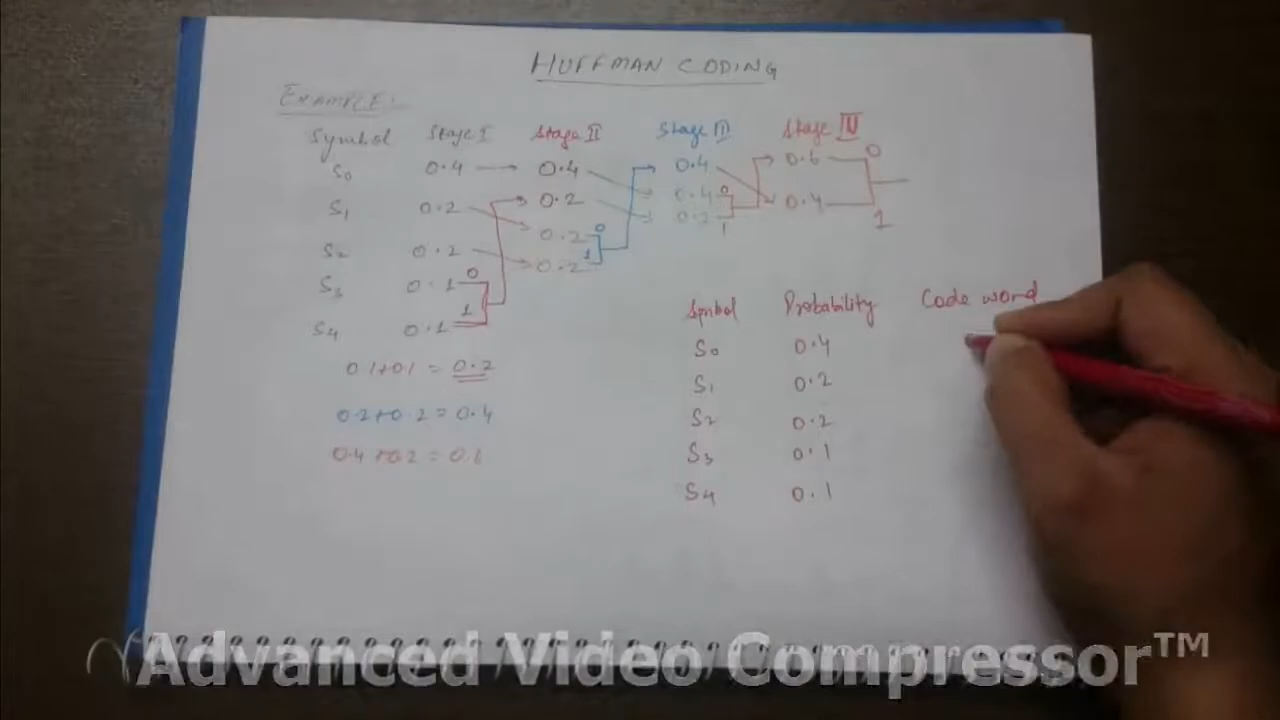 HUFFMAN CODING
EXAMPLE:
Symbol Stage I Stage II Stage III Stage IV
S0 0.4 0.4 0.4 0.6 0
S1 0.2 0.2 0.4 0 0.4 1
0.2 1
S2 0.2 0.2 0
0.2 1
S3 0.1 0
S4 0.1 1
0.1+0.1 = 0.2
0.2+0.2 = 0.4
0.4+0.2 = 0.6
Symbol Probability Code word
S0 0.4
S1 0.2
S2 0.2
S3 0.1
S4 0.1
Advanced Video Compressor™